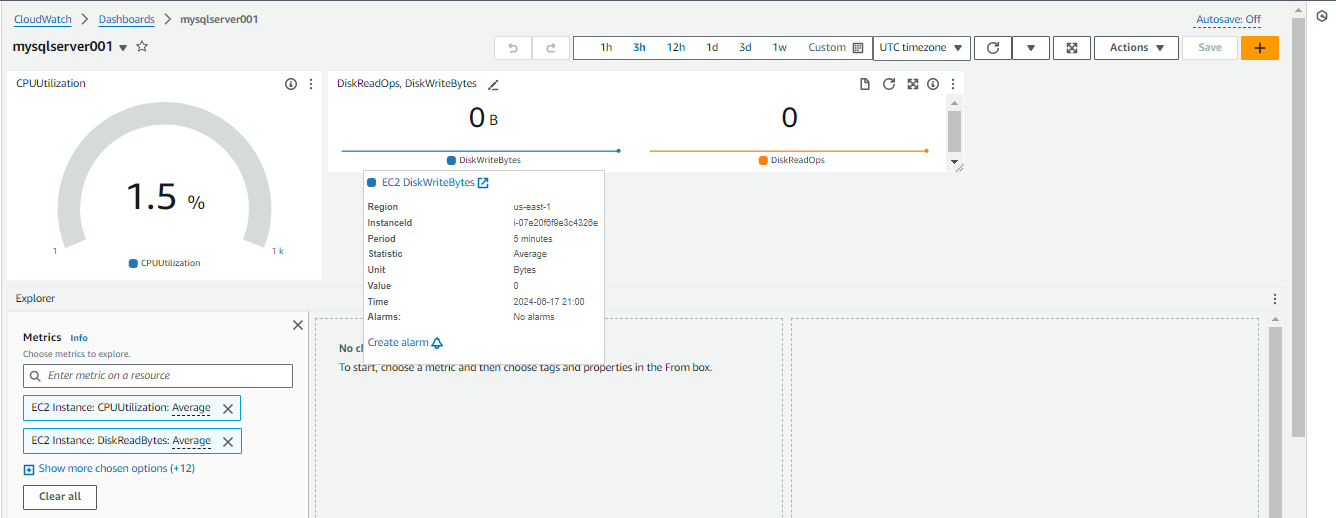 CloudWatch > Dashboards > mysqlserver001
Autosave: Off
mysqlserver001
1h 3h 12h 1d 3d 1w Custom UTC timezone Actions Save
CPUUtilization
1.5 %
1 1 k
CPUUtilization
DiskReadOps, DiskWriteBytes
0 B 0
DiskWriteBytes DiskReadOps
EC2 DiskWriteBytes
Region us-east-1
InstanceId i-07e20f6f9e3c4326e
Period 5 minutes
Statistic Average
Unit Bytes
Value 0
Time 2024-06-17 21:00
Alarms: No alarms
Create alarm
Explorer
Metrics Info
Choose metrics to explore.
Enter metric on a resource
EC2 Instance: CPUUtilization: Average
EC2 Instance: DiskReadBytes: Average
Show more chosen options (+12)
Clear all
No
To start, choose a metric and then choose tags and properties in the From box.